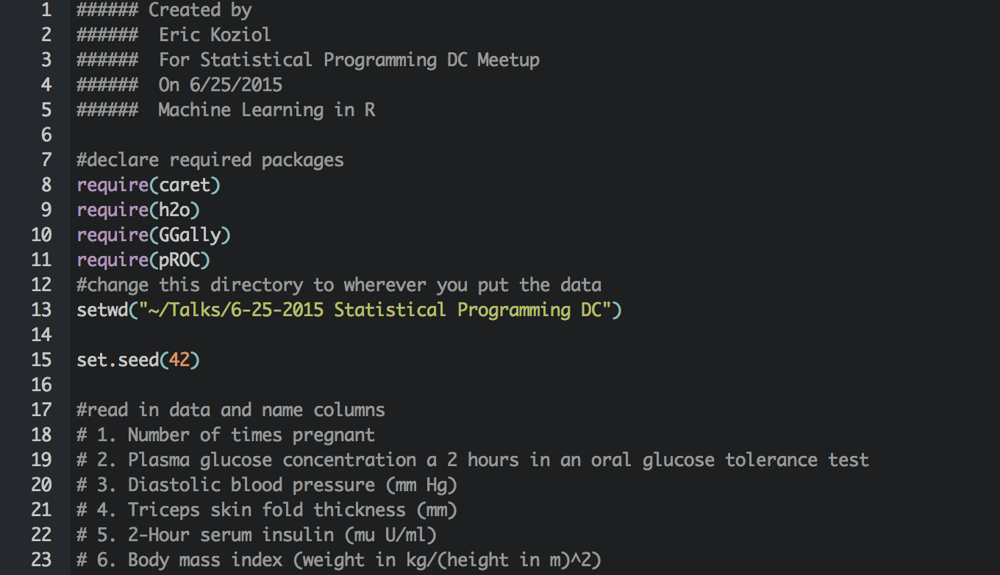 1 ###### Created by
2 ######  Eric Koziol
3 ######  For Statistical Programming DC Meetup
4 ######  On 6/25/2015
5 ######  Machine Learning in R
6
7 #declare required packages
8 require(caret)
9 require(h2o)
10 require(GGally)
11 require(pROC)
12 #change this directory to wherever you put the data
13 setwd("~/Talks/6-25-2015 Statistical Programming DC")
14
15 set.seed(42)
16
17 #read in data and name columns
18 # 1. Number of times pregnant
19 # 2. Plasma glucose concentration a 2 hours in an oral glucose tolerance test
20 # 3. Diastolic blood pressure (mm Hg)
21 # 4. Triceps skin fold thickness (mm)
22 # 5. 2-Hour serum insulin (mu U/ml)
23 # 6. Body mass index (weight in kg/(height in m)^2)